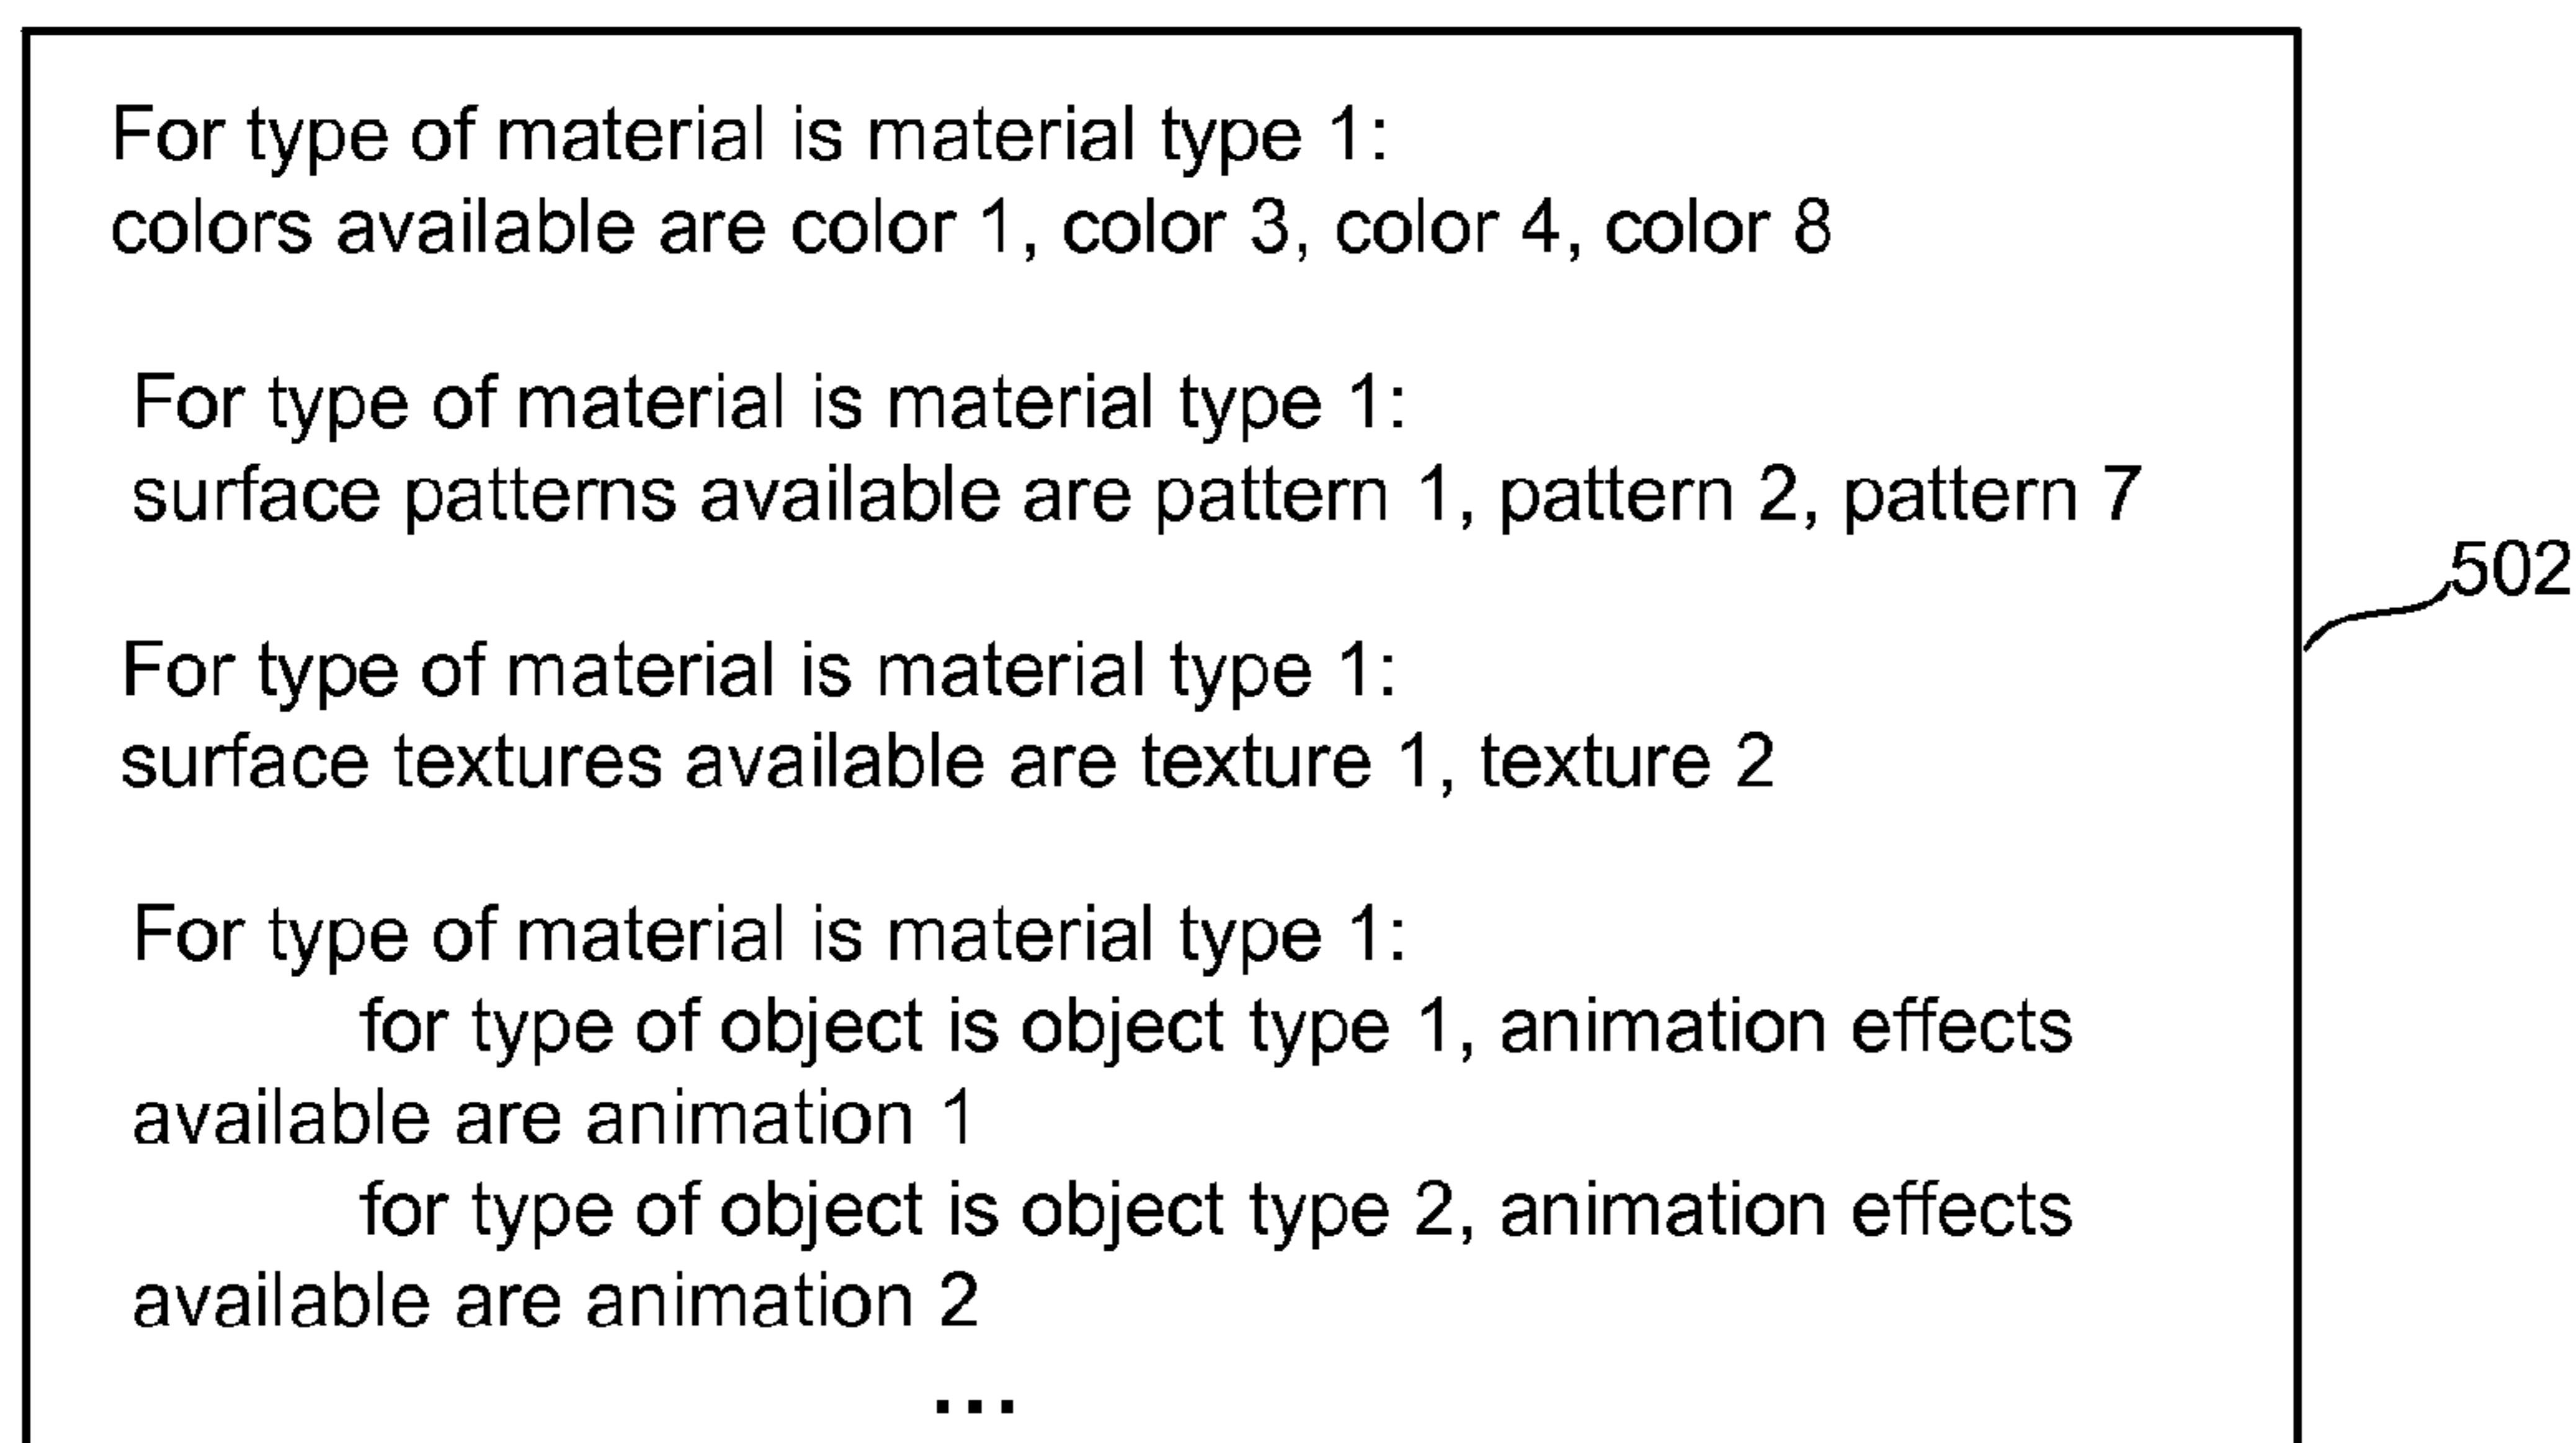 For type of material is material type 1:
colors available are color 1, color 3, color 4, color 8
For type of material is material type 1:
surface patterns available are pattern 1, pattern 2, pattern 7
502
For type of material is material type 1:
surface textures available are texture 1, texture 2
For type of material is material type 1:
for type of object is object type 1, animation effects
available are animation 1
for type of object is object type 2, animation effects
available are animation 2
...